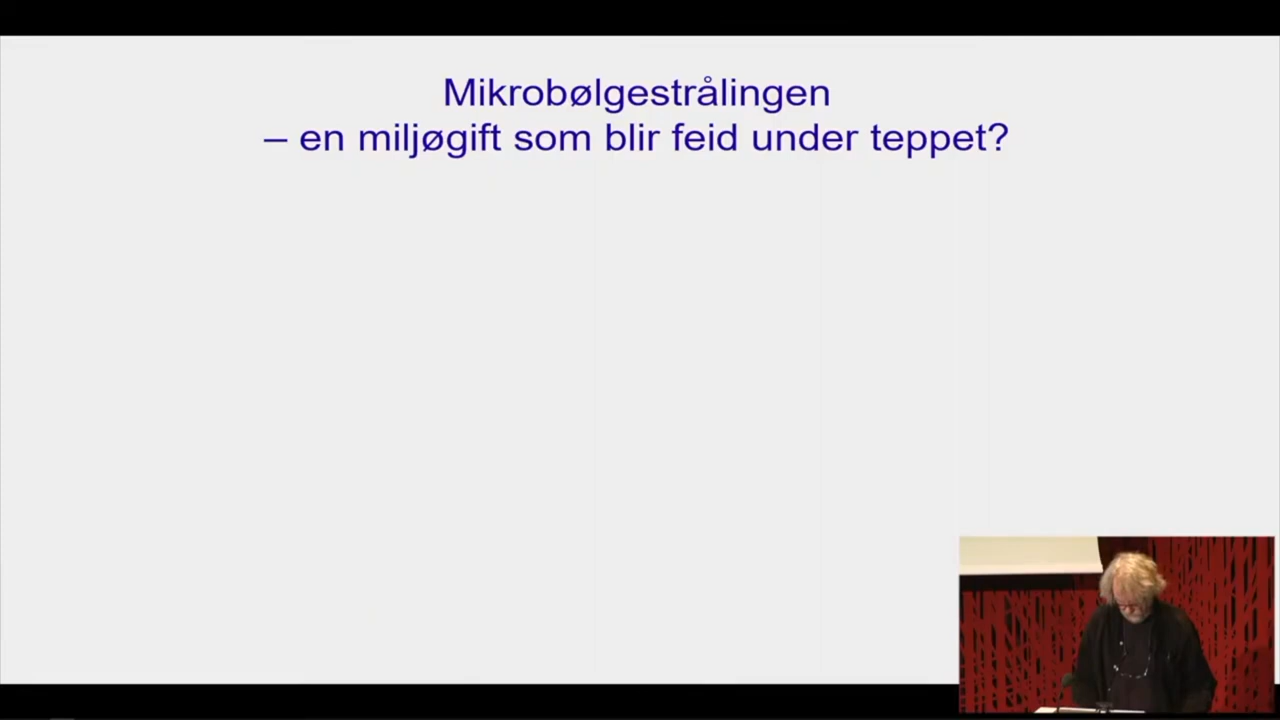 Mikrobølgestrålingen
– en miljøgift som blir feid under teppet?